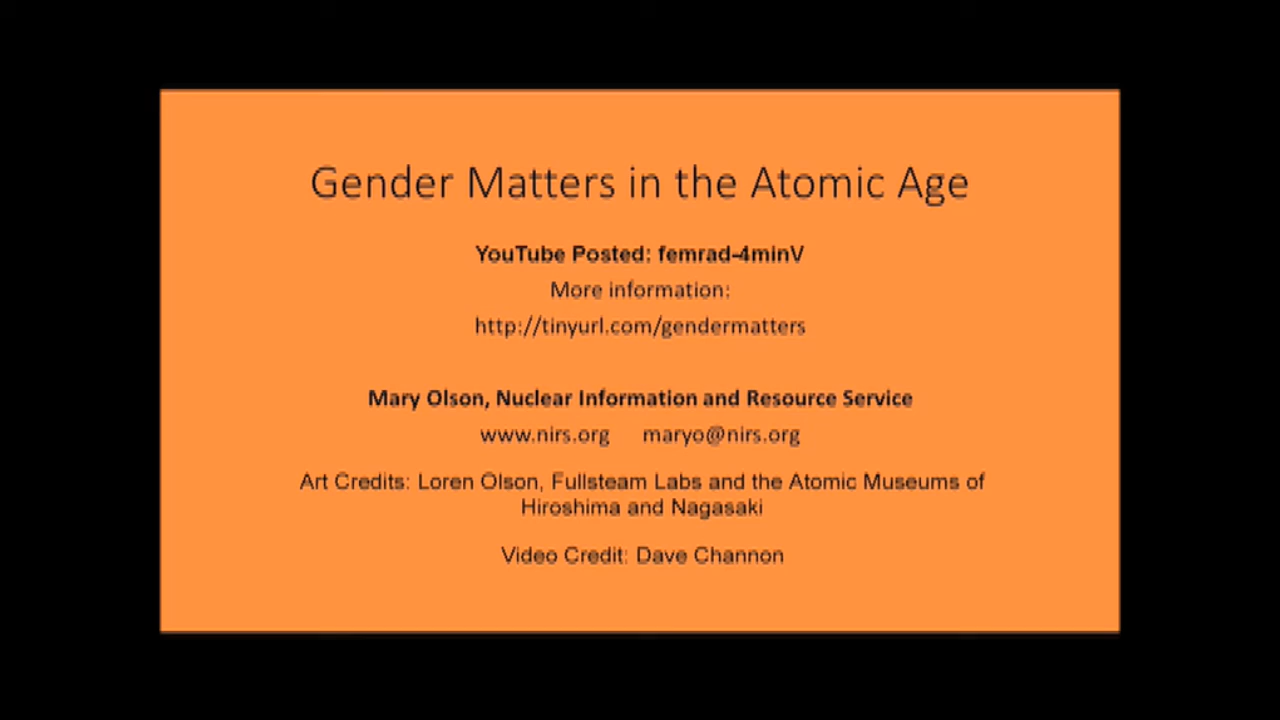 Gender Matters in the Atomic Age
YouTube Posted: femrad-4minV
More information:
http://tinyurl.com/gendermatters
Mary Olson, Nuclear Information and Resource Service
www.nirs.org maryo@nirs.org
Art Credits: Loren Olson, Fullsteam Labs and the Atomic Museums of
Hiroshima and Nagasaki
Video Credit: Dave Channon